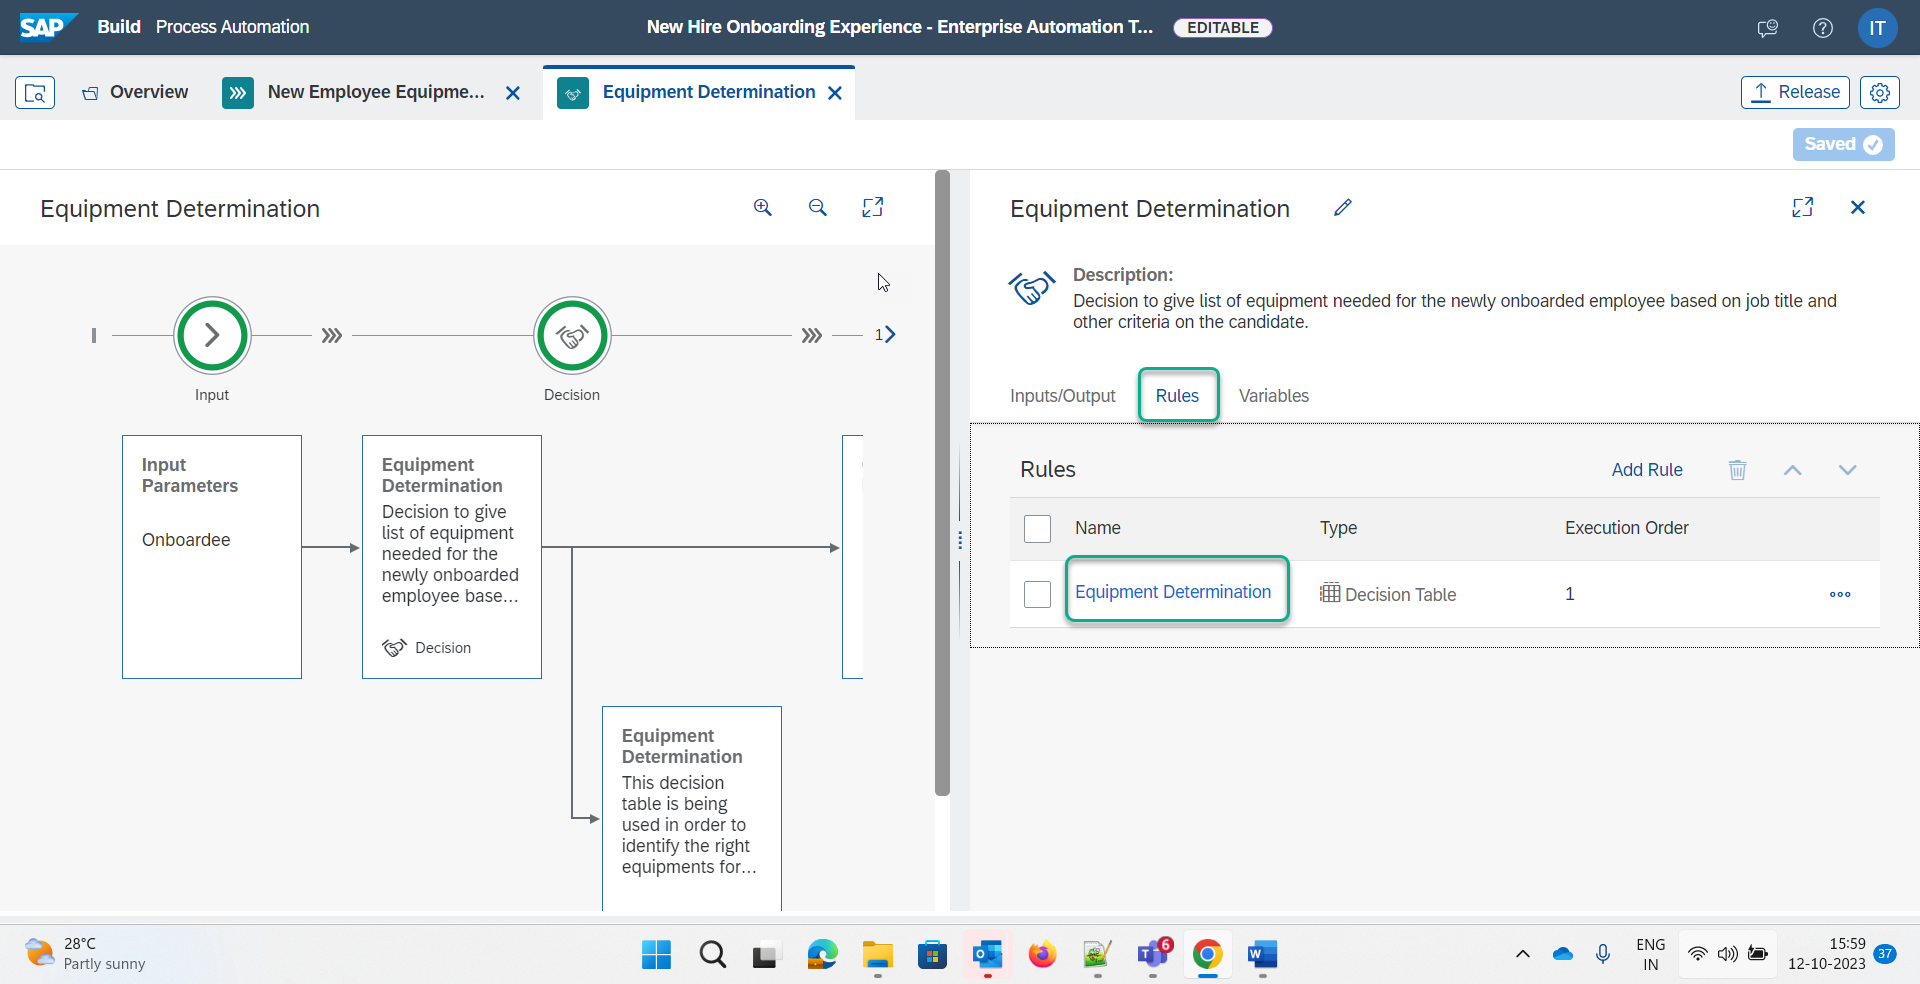 SAP Build Process Automation
New Hire Onboarding Experience - Enterprise Automation T... EDITABLE
IT
Overview
New Employee Equipme...
Equipment Determination
Release
Saved
Equipment Determination
1
Input
Decision
Input
Parameters
Onboardee
Equipment
Determination
Decision to give
list of equipment
needed for the
newly onboarded
employee base...
Decision
Equipment
Determination
This decision
table is being
used in order to
identify the right
equipments for...
Equipment Determination
Description:
Decision to give list of equipment needed for the newly onboarded employee based on job title and
other criteria on the candidate.
Inputs/Output Rules Variables
Rules Add Rule
Name Type Execution Order
Equipment Determination Decision Table 1
28°C
Partly sunny
6
ENG
IN
15:59
12-10-2023
37